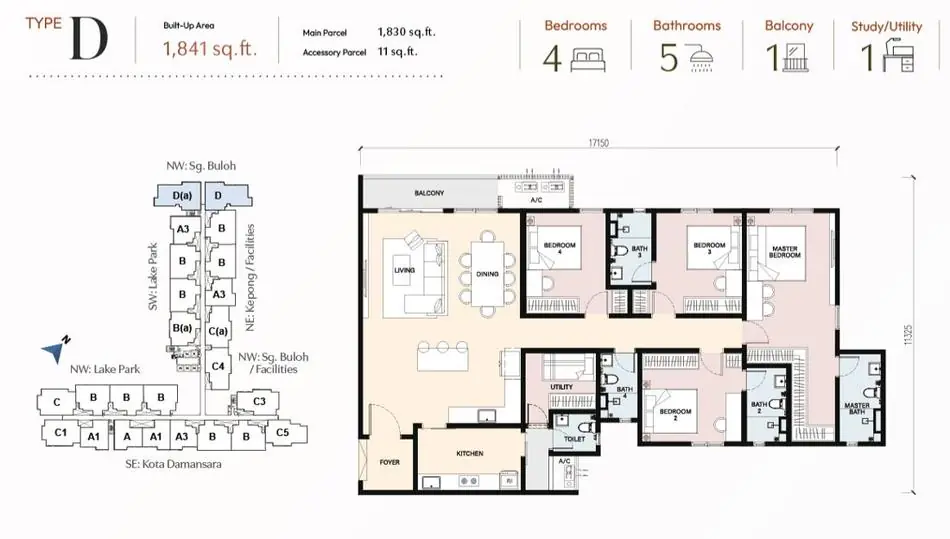 TYPE
D
Built-Up Area
1,841 sq.ft.
Main Parcel 1,830 sq.ft.
Accessory Parcel 11 sq.ft.
Bedrooms
4
Bathrooms
5
Balcony
1
Study/Utility
1
NW: Sg. Buloh
D(a)
D
A3
B
B
B
B
A3
B(a)
C(a)
C4
SW: Lake Park
NE: Kepong / Facilities
NW: Lake Park
NW: Sg. Buloh
/ Facilities
C
B
B
B
C3
C1
A1
A
A1
A3
B
B
C5
SE: Kota Damansara
17150
11325
BALCONY
A/C
LIVING
DINING
BEDROOM
4
BATH
3
BEDROOM
3
MASTER
BEDROOM
UTILITY
BATH
4
BEDROOM
2
BATH
2
MASTER
BATH
TOILET
FOYER
KITCHEN
A/C